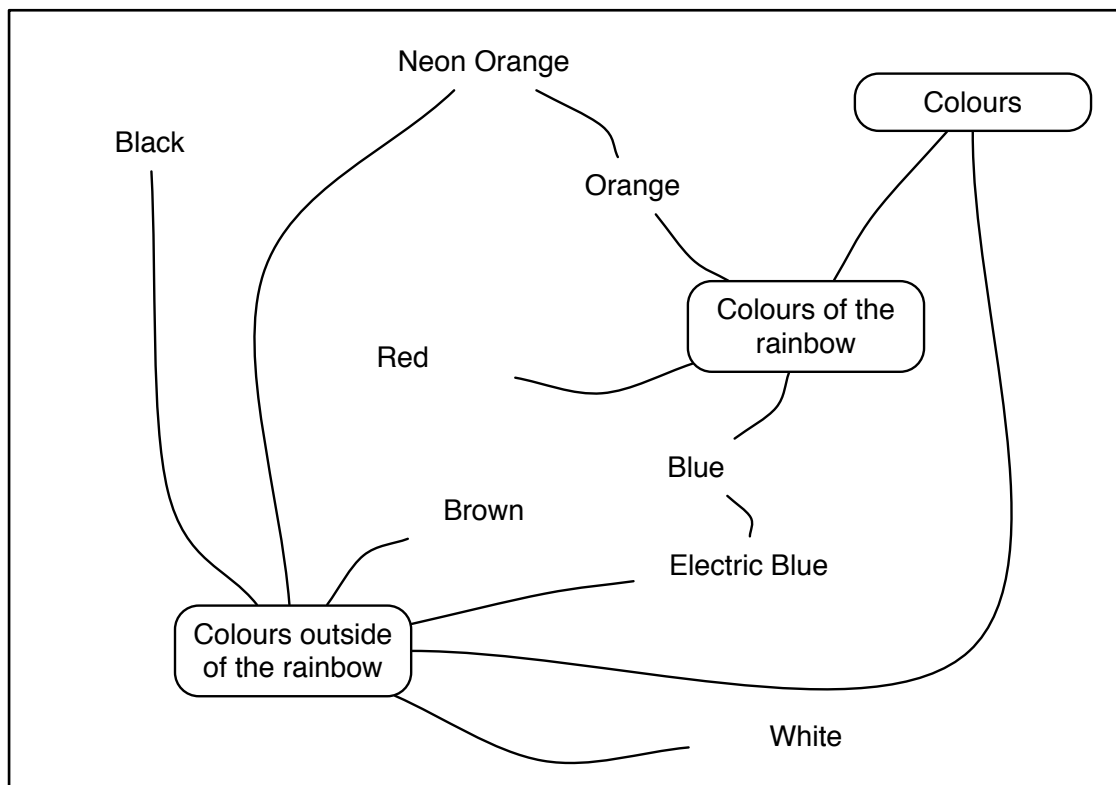 Neon Orange
Colours
Black
Orange
Colours of the
rainbow
Red
Blue
Brown
Electric Blue
Colours outside
of the rainbow
White